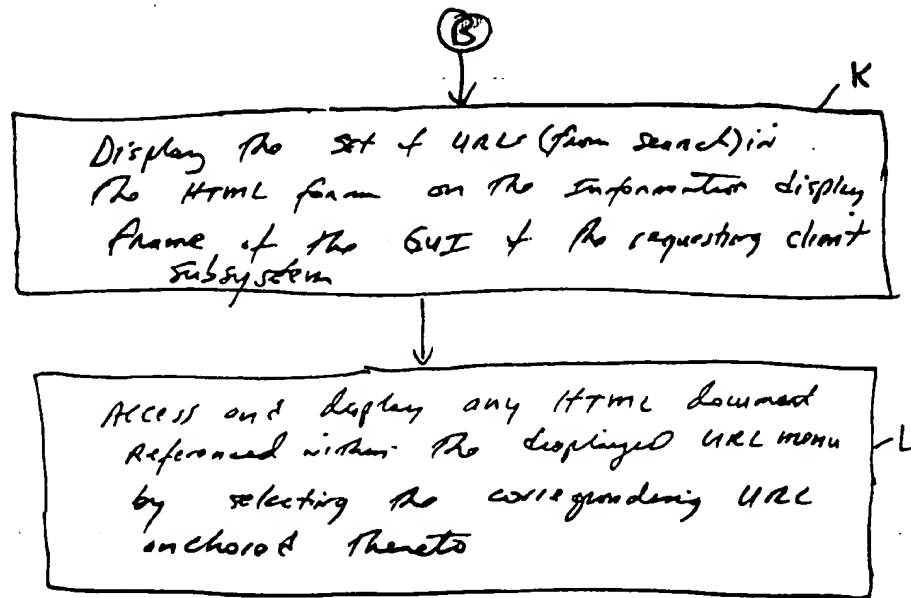 B
K
Display the set of URLs (from search) in
the HTML form on the Information display
frame of the GUI of the requesting client
subsystem
Access and display any HTML document
Referenced within the displayed URL menu
L
by selecting the corresponding URL
anchored thereto